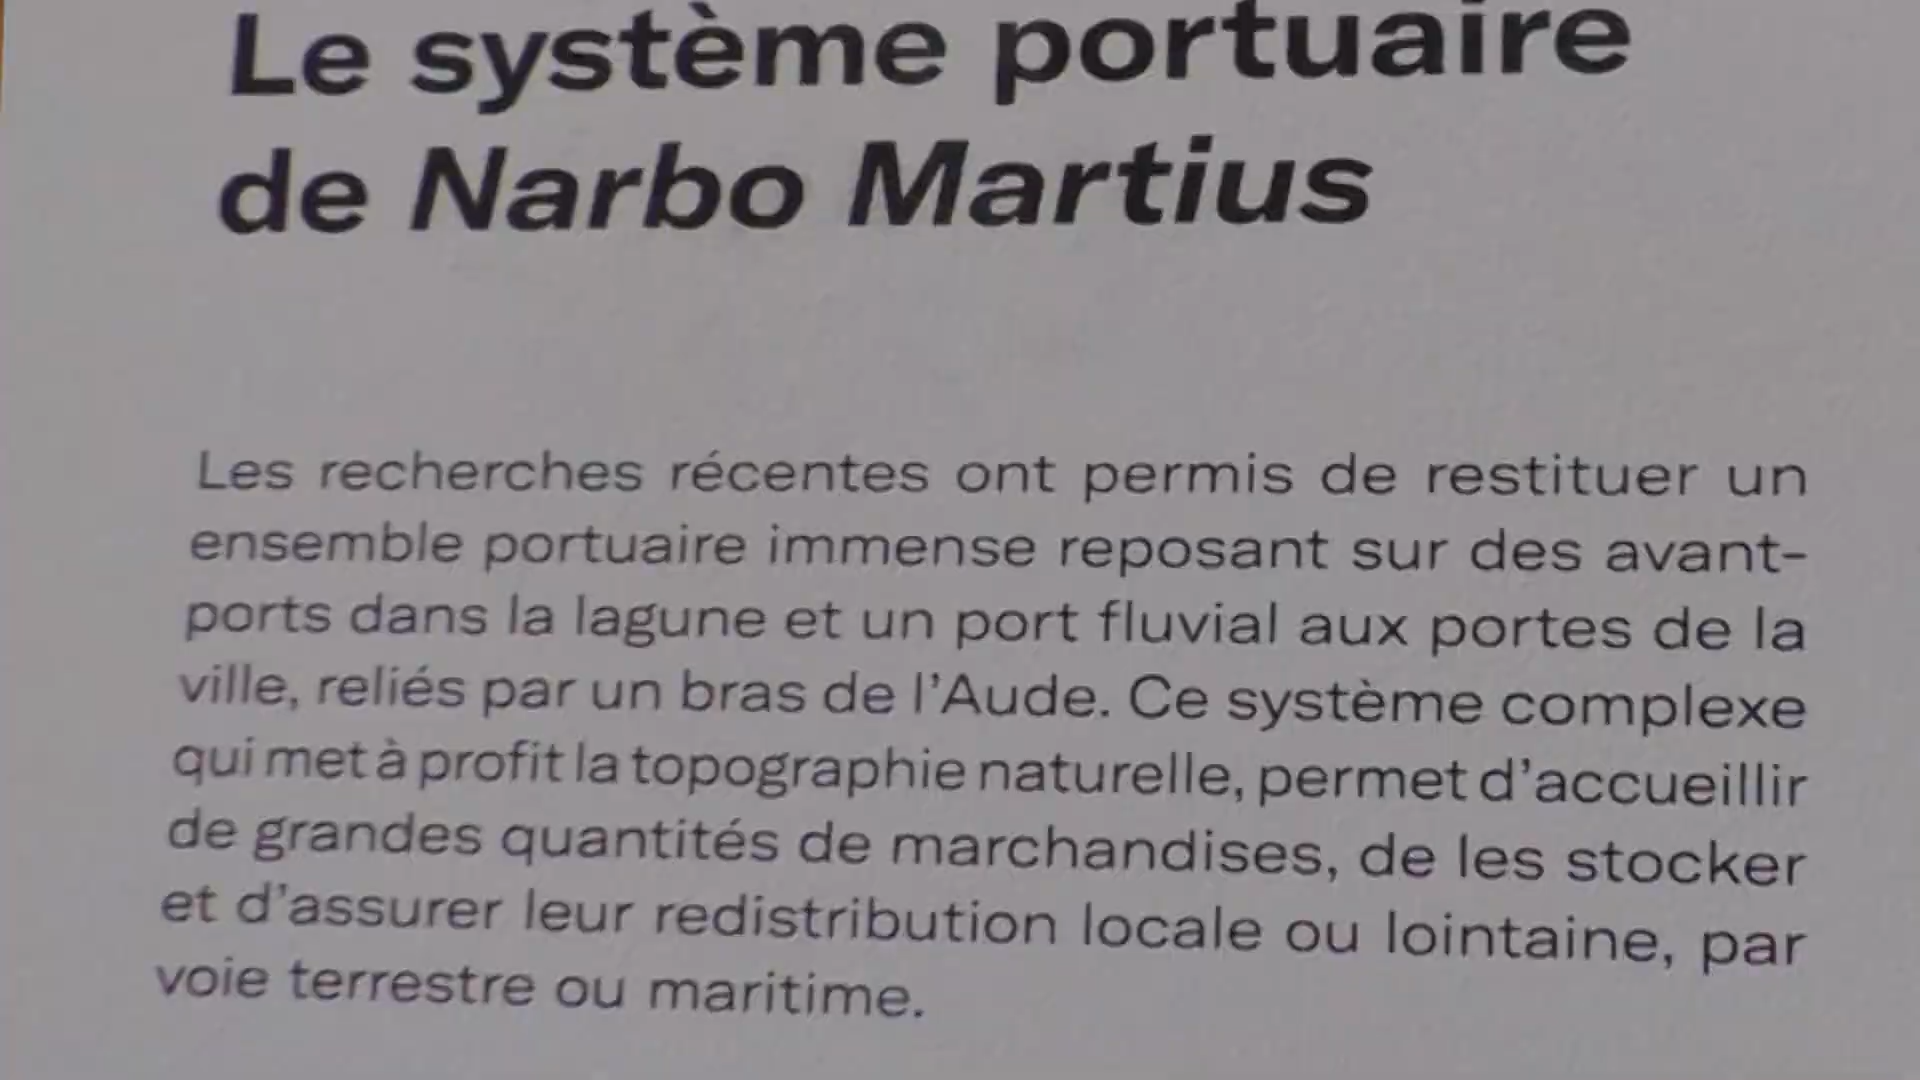 Le système portuaire
de Narbo Martius
Les recherches récentes ont permis de restituer un
ensemble portuaire immense reposant sur des avant-
ports dans la lagune et un port fluvial aux portes de la
ville, reliés par un bras de l'Aude. Ce système complexe
qui met à profit la topographie naturelle, permet d'accueillir
de grandes quantités de marchandises, de les stocker
et d'assurer leur redistribution locale ou lointaine, par
voie terrestre ou maritime.